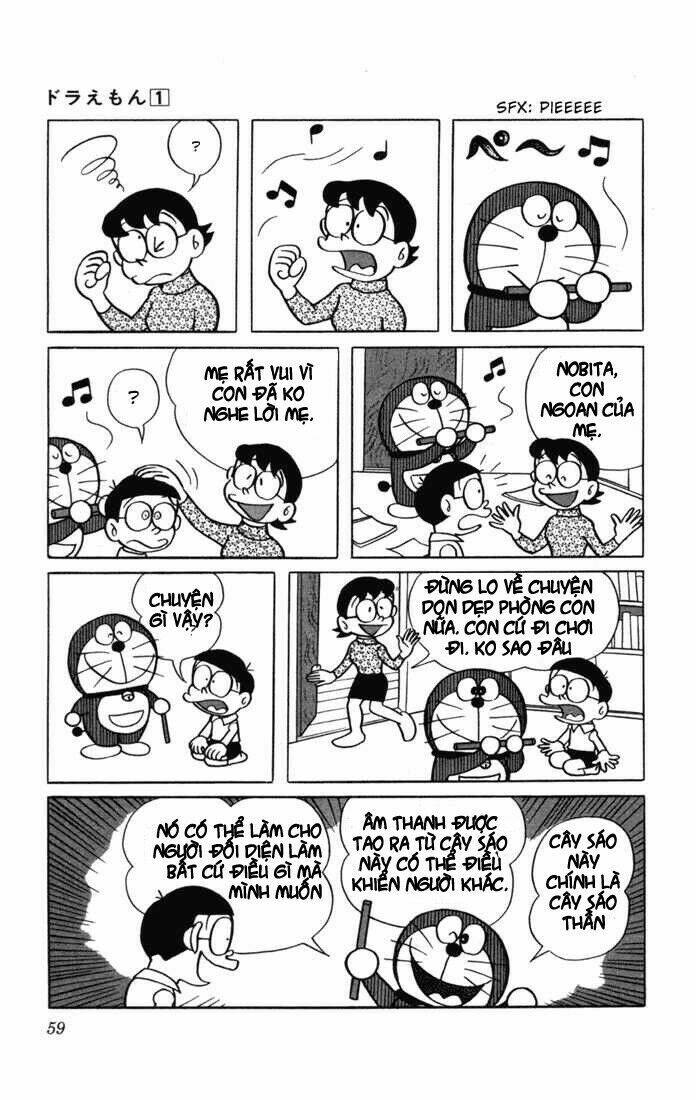 ドラえもん 1
SFX: PIEEEEE
ペ～
?
?
NOBITA,
CON
NGOAN CỦA
MẸ.
MẸ RẤT VUI VÌ
CON ĐÃ KO
NGHE LỜI MẸ.
ĐỪNG LO VỀ CHUYỆN
DỌN DẸP PHÒNG CON
NỮA. CON CỨ ĐI CHƠI
ĐI. KO SAO ĐÂU
CHUYỆN
GÌ VẬY?
CÂY SÁO
NÀY
CHÍNH LÀ
CÂY SÁO
THẦN
ÂM THANH ĐƯỢC
TẠO RA TỪ CÂY SÁO
NÀY CÓ THỂ ĐIỀU
KHIỂN NGƯỜI KHÁC.
NÓ CÓ THỂ LÀM CHO
NGƯỜI ĐỐI DIỆN LÀM
BẤT CỨ ĐIỀU GÌ MÀ
MÌNH MUỐN
59